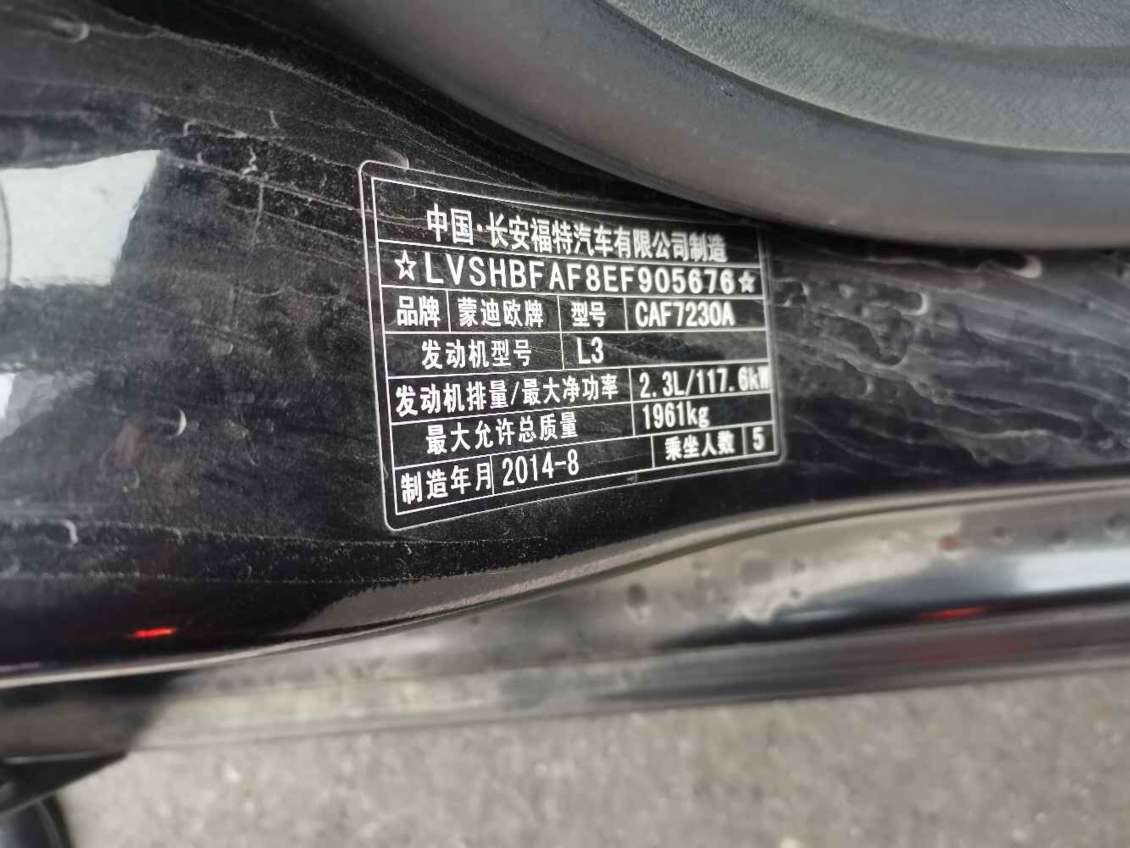 中国·长安福特汽车有限公司制造
☆LVSHBFAF8EF905676☆
品牌 蒙迪欧牌 型号 CAF7230A
发动机型号 L3
发动机排量/最大净功率 2.3L/117.6kW
最大允许总质量 1961kg
制造年月 2014-8 乘坐人数 5